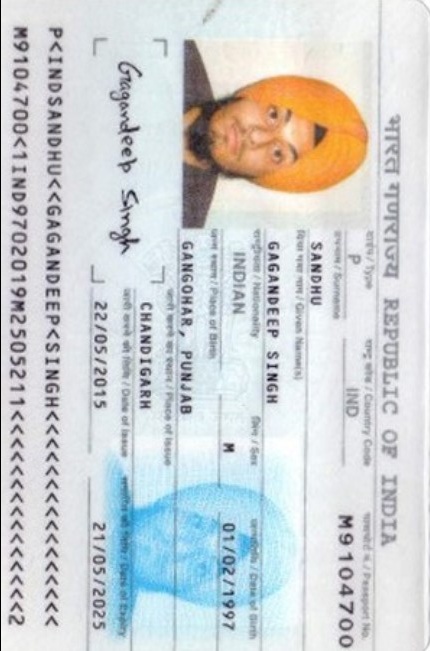 भारत गणराज्य REPUBLIC OF INDIA
टाईप / Type
राष्ट्र कोड / Country Code
पासपोर्ट नं. / Passport No.
P
IND
M9104700
उपनाम / Surname
SANDHU
दिया गया नाम / Given Name(s)
GAGANDEEP SINGH
राष्ट्रीयता / Nationality
लिंग / Sex
जन्मतिथि / Date of Birth
INDIAN
M
01/02/1997
जन्म स्थान / Place of Birth
GANGOHAR, PUNJAB
जारी करने का स्थान / Place of Issue
CHANDIGARH
जारी करने की तिथि / Date of Issue
समाप्ति की तिथि / Date of Expiry
22/05/2015
21/05/2025
Gagandeep Singh
P<INDSANDHU<<GAGANDEEP<SINGH<<<<<<<<<<<<<<<<
M9104700<1IND9702019M2505211<<<<<<<<<<<<<<<2